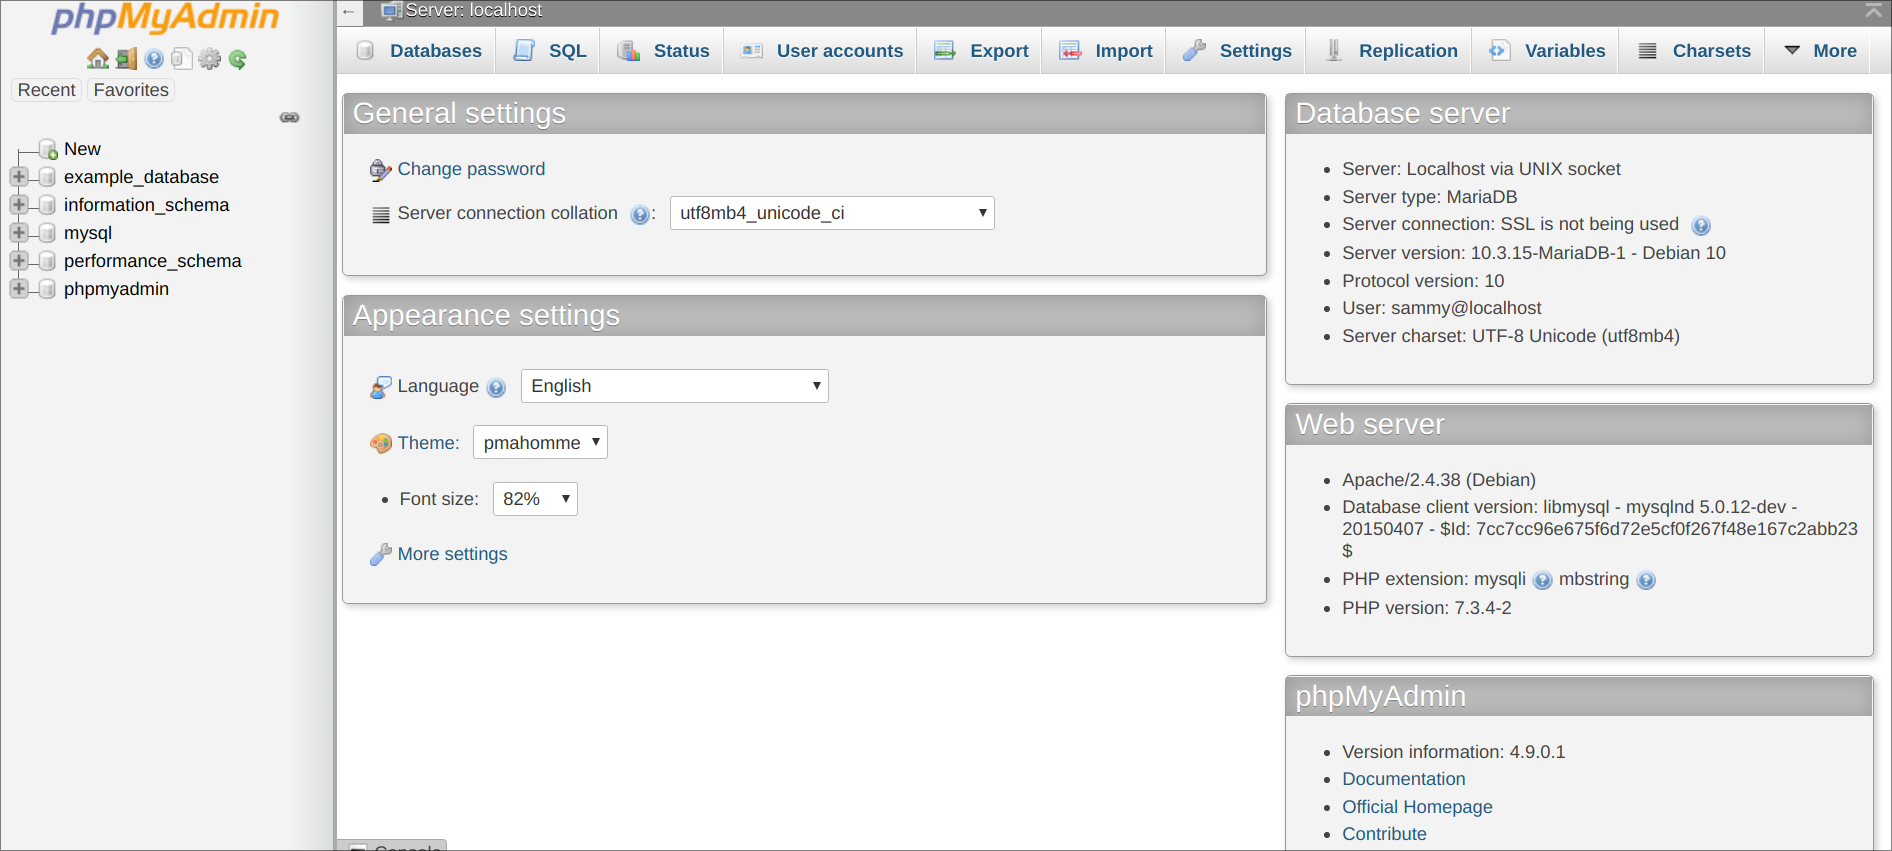 phpMyAdmin
Recent Favorites
New
example_database
information_schema
mysql
performance_schema
phpmyadmin
← Server: localhost
Databases SQL Status User accounts Export Import Settings Replication Variables Charsets More
General settings
Change password
Server connection collation : utf8mb4_unicode_ci
Appearance settings
Language English
Theme: pmahomme
• Font size: 82%
More settings
Database server
• Server: Localhost via UNIX socket
• Server type: MariaDB
• Server connection: SSL is not being used
• Server version: 10.3.15-MariaDB-1 - Debian 10
• Protocol version: 10
• User: sammy@localhost
• Server charset: UTF-8 Unicode (utf8mb4)
Web server
• Apache/2.4.38 (Debian)
• Database client version: libmysql - mysqlnd 5.0.12-dev -
20150407 - $Id: 7cc7cc96e675f6d72e5cf0f267f48e167c2abb23
$
• PHP extension: mysqli mbstring
• PHP version: 7.3.4-2
phpMyAdmin
• Version information: 4.9.0.1
• Documentation
• Official Homepage
• Contribute
Console